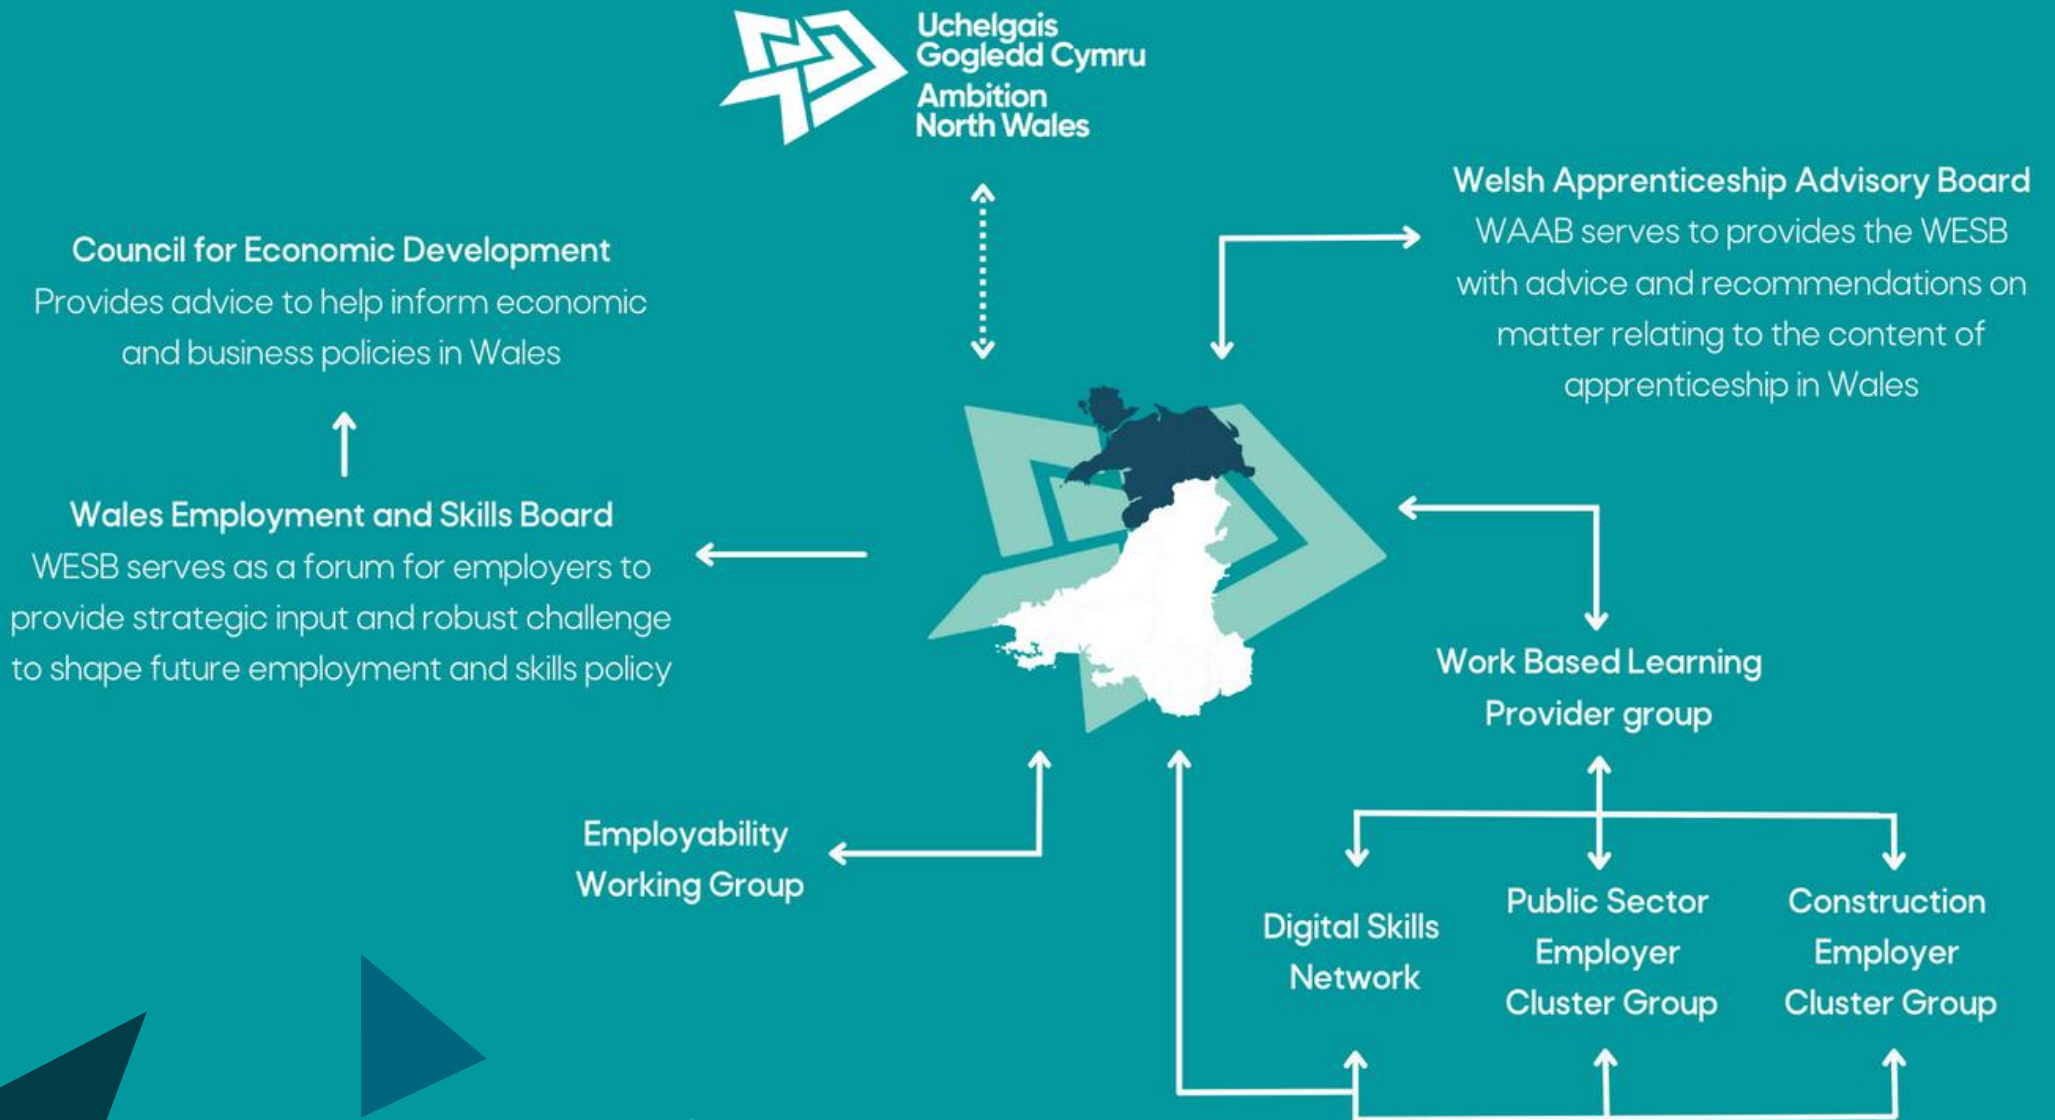 Uchelgais
Gogledd Cymru
Ambition
North Wales
Council for Economic Development
Provides advice to help inform economic
and business policies in Wales
Welsh Apprenticeship Advisory Board
WAAB serves to provides the WESB
with advice and recommendations on
matter relating to the content of
apprenticeship in Wales
Wales Employment and Skills Board
WESB serves as a forum for employers to
provide strategic input and robust challenge
to shape future employment and skills policy
Work Based Learning
Provider group
Employability
Working Group
Digital Skills
Network
Public Sector
Employer
Cluster Group
Construction
Employer
Cluster Group